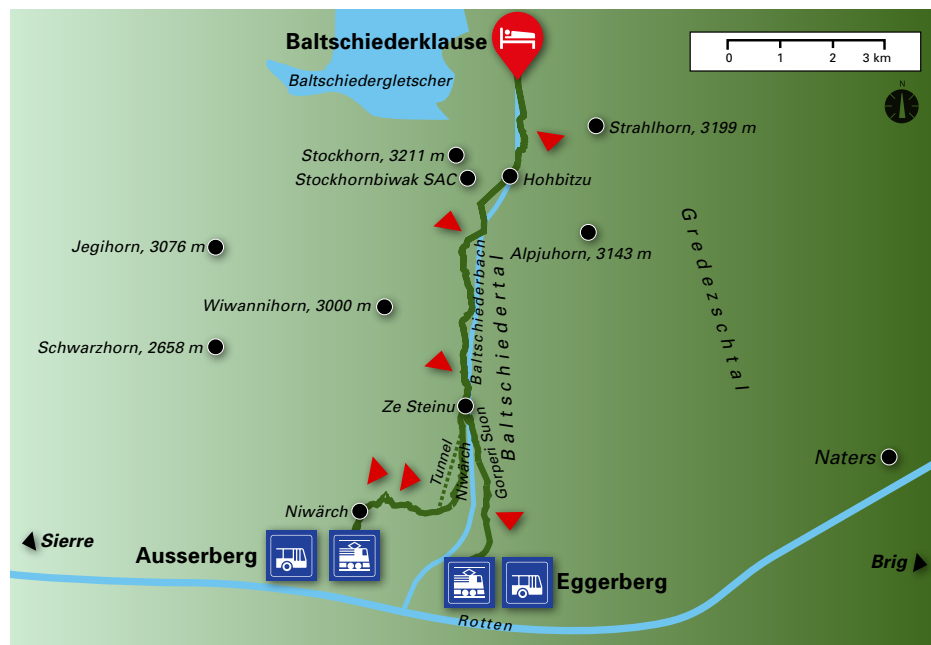 Baltschiederklause
Baltschiedergletscher
0 1 2 3 km
N
Strahlhorn, 3199 m
Stockhorn, 3211 m
Stockhornbiwak SAC
Hohbitzu
Gredezschtal
Jegihorn, 3076 m
Alpjuhorn, 3143 m
Baltschiederbach
Baltschiedertal
Wiwannihorn, 3000 m
Schwarzhorn, 2658 m
Ze Steinu
Gorperi Suon
Tunnel
Niwärch
Naters
Niwärch
Sierre
Ausserberg
Brig
Eggerberg
Rotten